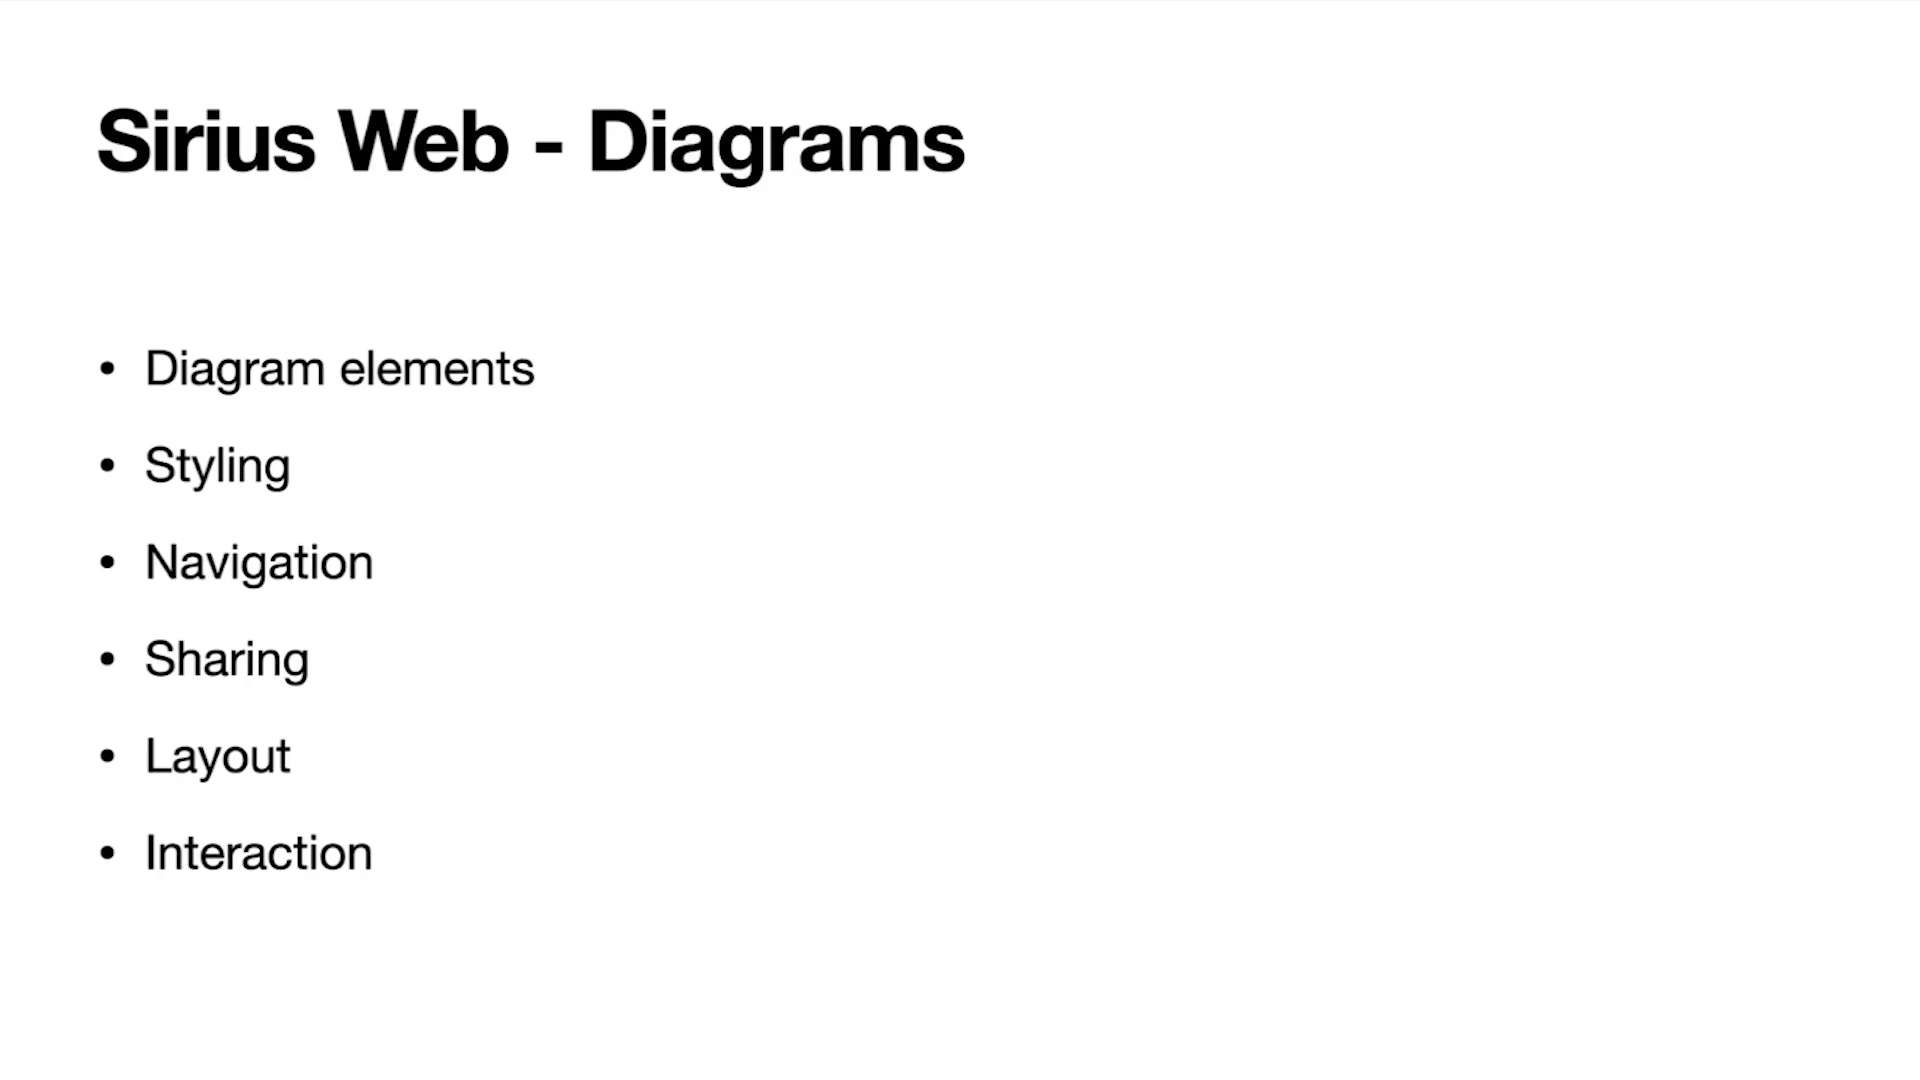 Sirius Web - Diagrams
• Diagram elements
• Styling
• Navigation
• Sharing
• Layout
• Interaction